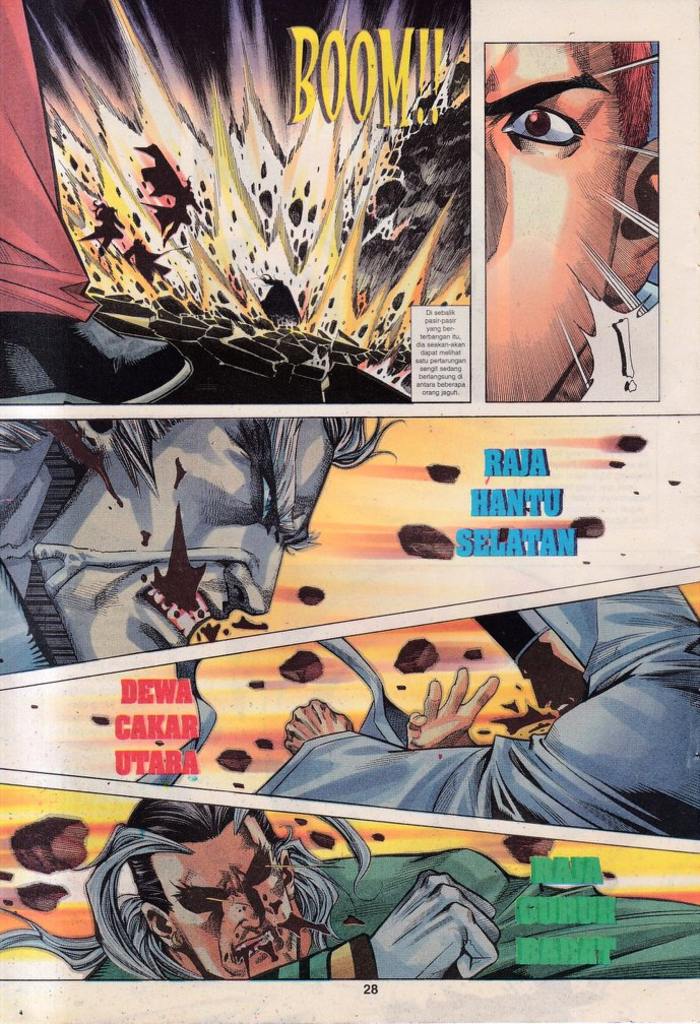 BOOM!!
Di sebalik
pasir-pasir
yang ber-
terbangan itu,
dia seakan-akan
dapat melihat
satu pertarungan
sengit sedang
berlangsung di
antara beberapa
orang jaguh.
!
RAJA
HANTU
SELATAN
DEWA
CAKAR
UTARA
RAJA
GURUH
BARAT
28